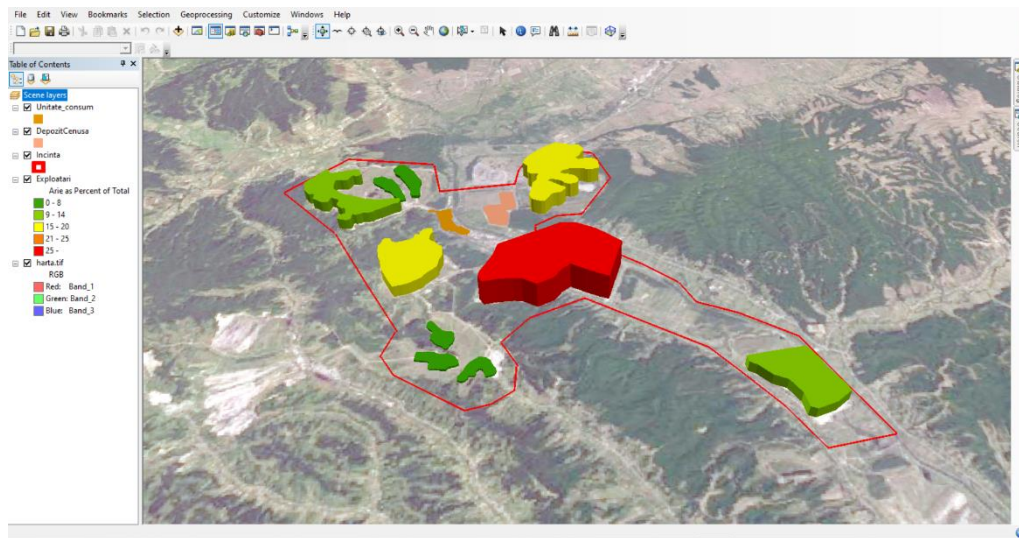 File Edit View Bookmarks Selection Geoprocessing Customize Windows Help
Table of Contents
Scene layers
Unitate_consum
DepozitCenusa
Incinta
Exploatari
Arie as Percent of Total
0 - 8
9 - 14
15 - 20
21 - 25
25 -
harta.tif
RGB
Red: Band_1
Green: Band_2
Blue: Band_3